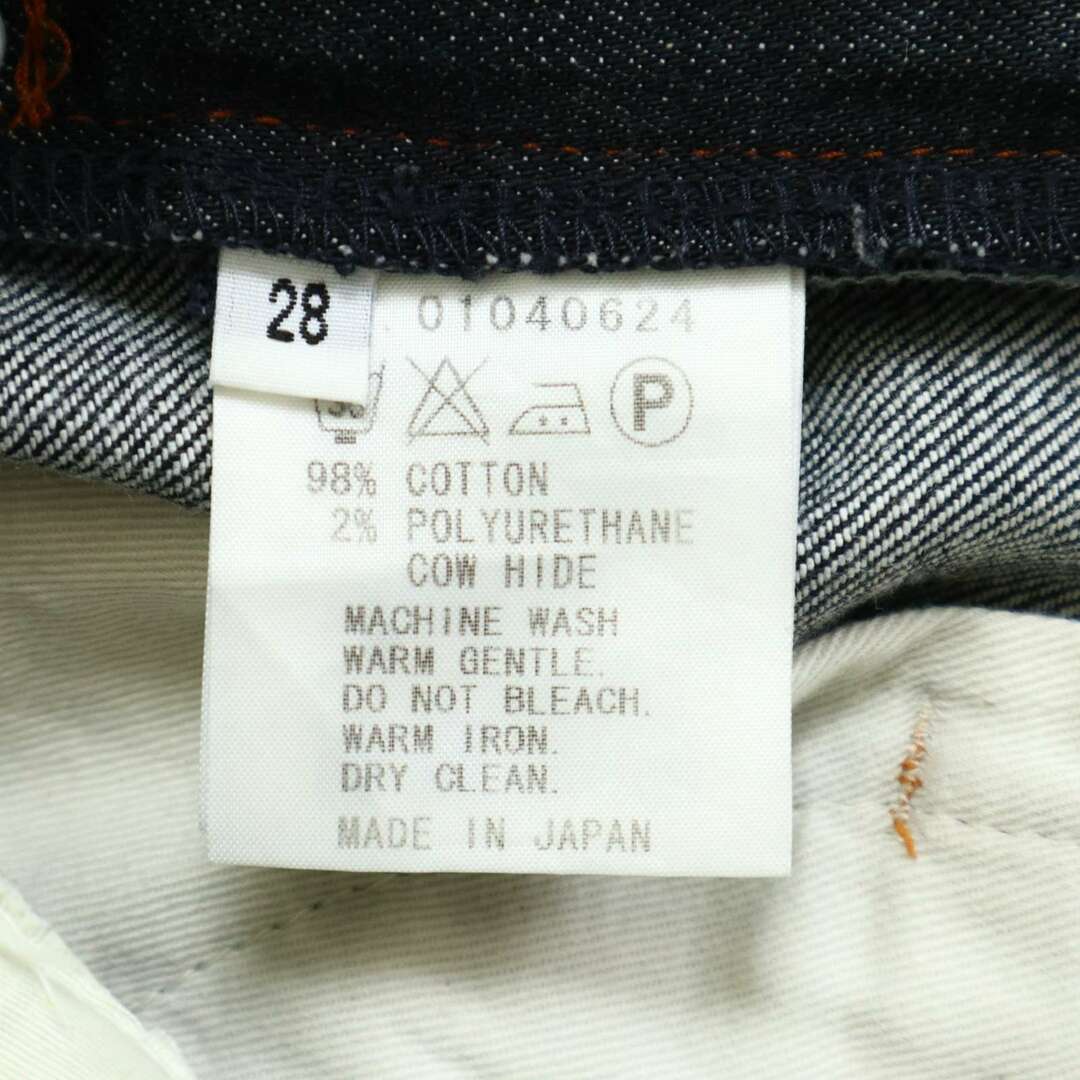 28
. 01040624
P
98% COTTON
2% POLYURETHANE
COW HIDE
MACHINE WASH
WARM GENTLE.
DO NOT BLEACH.
WARM IRON.
DRY CLEAN.
MADE IN JAPAN